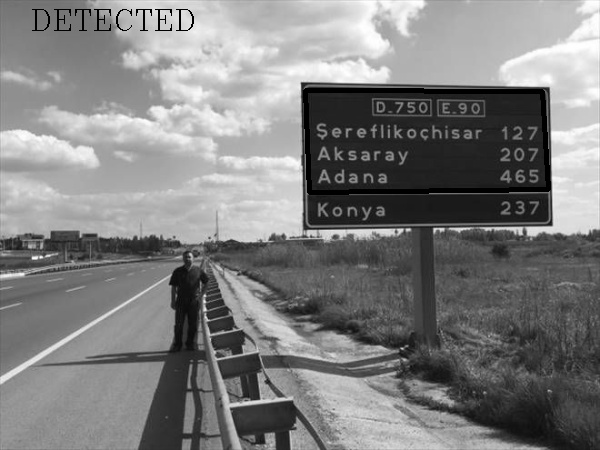 DETECTED
D-750 E-90
Şereflikoçhisar 127
Aksaray 207
Adana 465
Konya 237